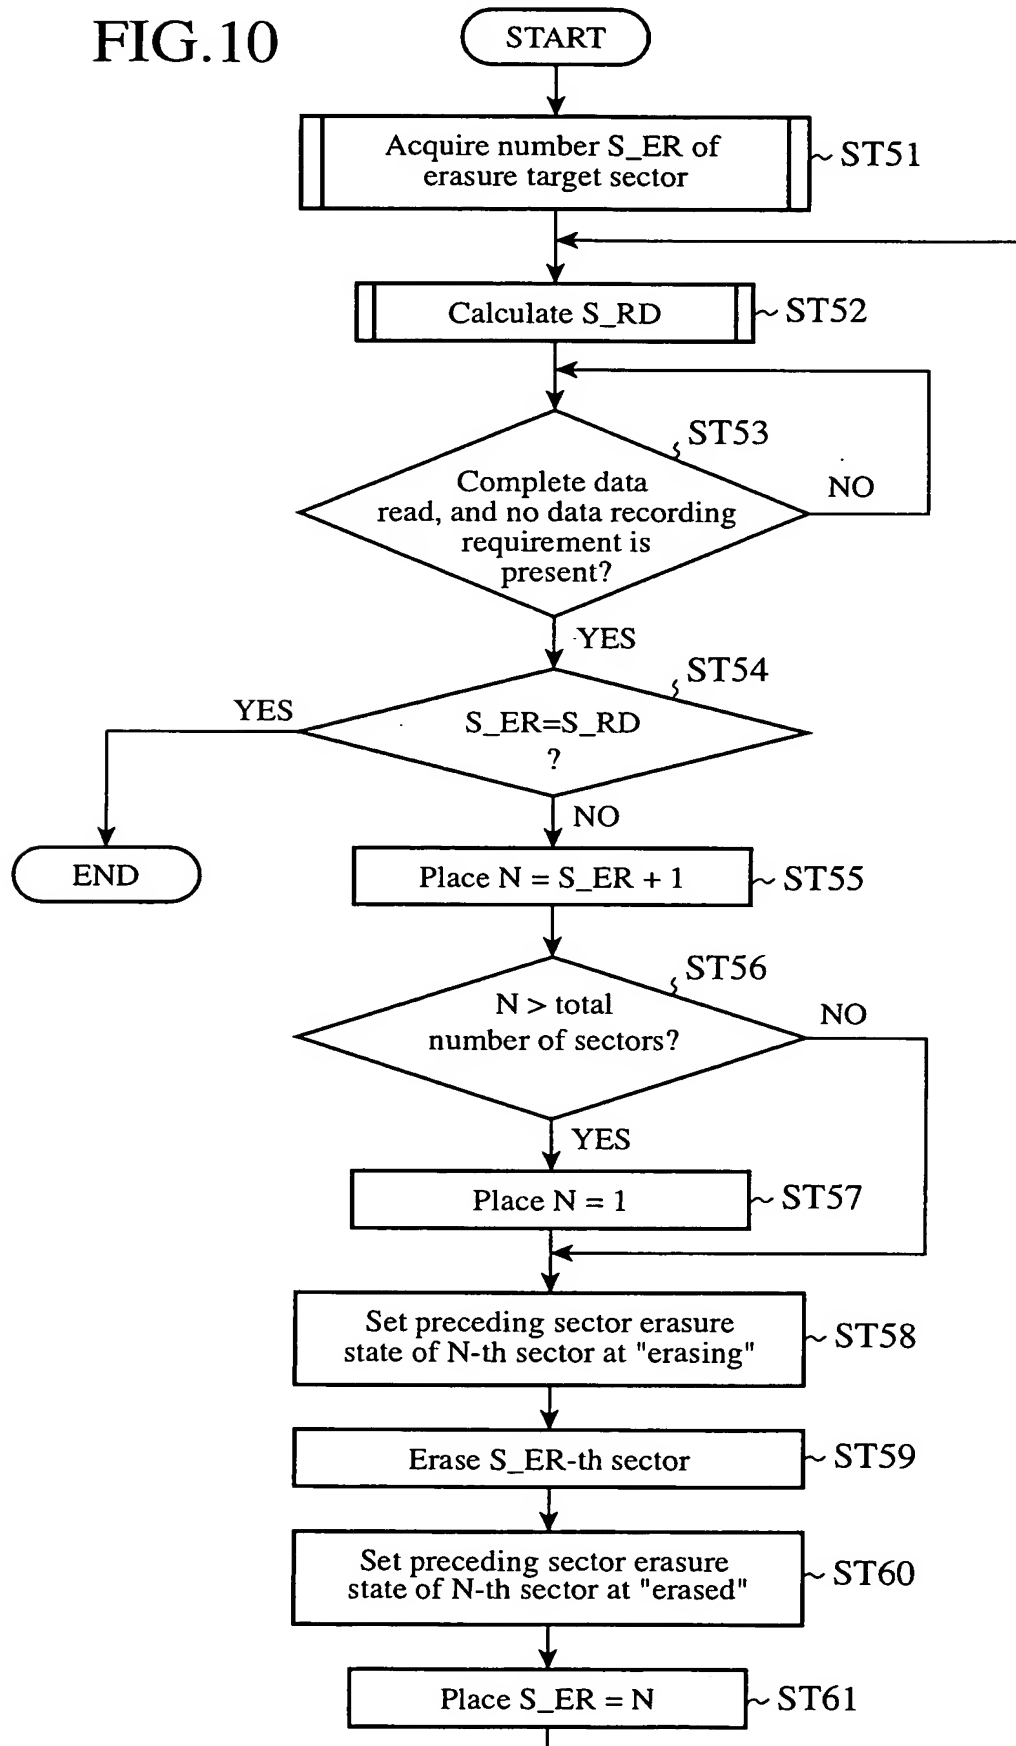 FIG.10
START
Acquire number S_ER of
erasure target sector
ST51
Calculate S_RD
ST52
ST53
Complete data
read, and no data recording
requirement is
present?
NO
YES
ST54
YES
S_ER=S_RD
?
NO
END
Place N = S_ER + 1
ST55
ST56
N > total
number of sectors?
NO
YES
Place N = 1
ST57
Set preceding sector erasure
state of N-th sector at "erasing"
ST58
Erase S_ER-th sector
ST59
Set preceding sector erasure
state of N-th sector at "erased"
ST60
Place S_ER = N
ST61